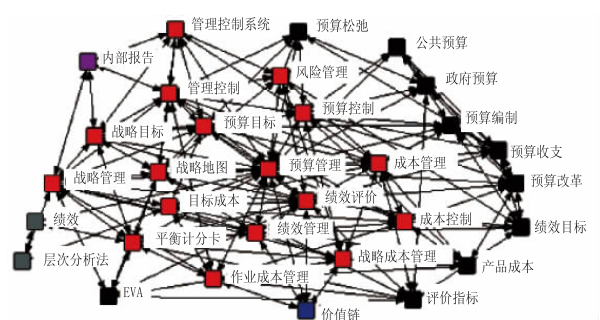 管理控制系统
预算松弛
公共预算
内部报告
风险管理
政府预算
管理控制
预算控制
预算编制
战略目标
预算目标
预算收支
战略地图
预算管理
成本管理
战略管理
预算改革
目标成本
绩效评价
绩效
绩效管理
成本控制
绩效目标
平衡计分卡
层次分析法
战略成本管理
产品成本
作业成本管理
EVA
评价指标
价值链